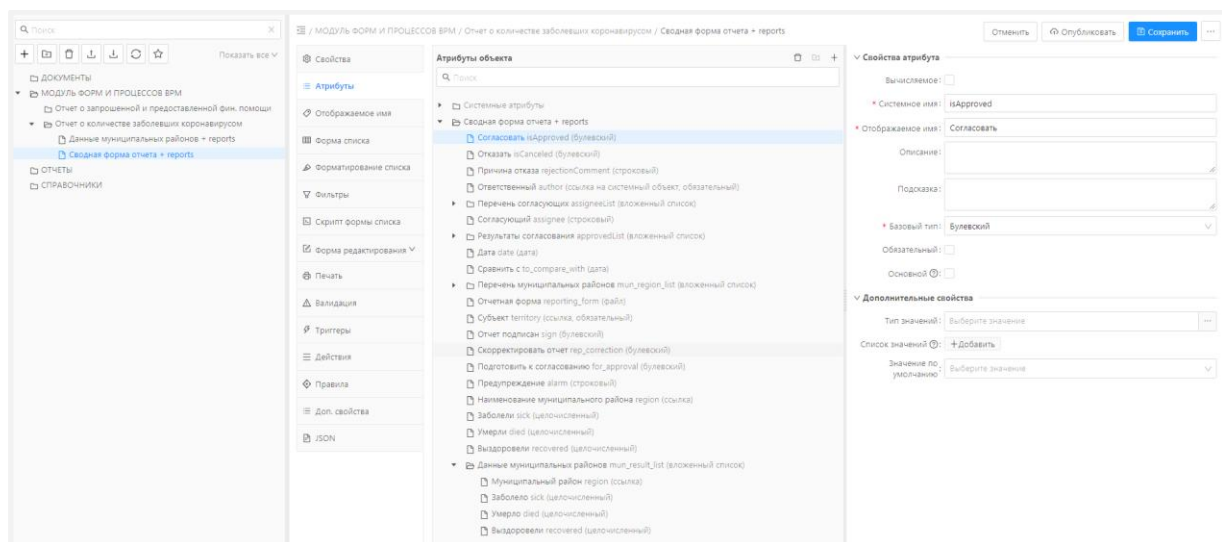 Поиск
Показать все
ДОКУМЕНТЫ
МОДУЛЬ ФОРМ И ПРОЦЕССОВ BPM
Отчет о запрошенной и предоставленной фин. помощи
Отчет о количестве заболевших коронавирусом
Данные муниципальных районов + reports
Сводная форма отчета + reports
ОТЧЕТЫ
СПРАВОЧНИКИ
/ МОДУЛЬ ФОРМ И ПРОЦЕССОВ BPM / Отчет о количестве заболевших коронавирусом / Сводная форма отчета + reports
Отменить
Опубликовать
Сохранить
Свойства
Атрибуты
Отображаемое имя
Форма списка
Форматирование списка
Фильтры
Скрипт формы списка
Форма редактирования
Печать
Валидация
Триггеры
Действия
Правила
Доп. свойства
JSON
Атрибуты объекта
Поиск
Системные атрибуты
Сводная форма отчета + reports
Согласовать isApproved (булевский)
Отказать isCanceled (булевский)
Причина отказа rejectionComment (строковый)
Ответственный author (ссылка на системный объект, обязательный)
Перечень согласующих assigneeList (вложенный список)
Согласующий assignee (строковый)
Результаты согласования approvedList (вложенный список)
Дата date (дата)
Сравнить с to_compare_with (дата)
Перечень муниципальных районов mun_region_list (вложенный список)
Отчетная форма reporting_form (файл)
Субъект territory (ссылка, обязательный)
Отчет подписан sign (булевский)
Скорректировать отчет rep_correction (булевский)
Подготовить к согласованию for_approval (булевский)
Предупреждение alarm (строковый)
Наименование муниципального района region (ссылка)
Заболели sick (целочисленный)
Умерли died (целочисленный)
Выздоровели recovered (целочисленный)
Данные муниципальных районов mun_result_list (вложенный список)
Муниципальный район region (ссылка)
Заболело sick (целочисленный)
Умерло died (целочисленный)
Выздоровели recovered (целочисленный)
Свойства атрибута
Вычисляемое:
* Системное имя: isApproved
* Отображаемое имя: Согласовать
Описание:
Подсказка:
* Базовый тип: Булевский
Обязательный:
Основной :
Дополнительные свойства
Тип значений: Выберите значение
Список значений : + Добавить
Значение по умолчанию: Выберите значение